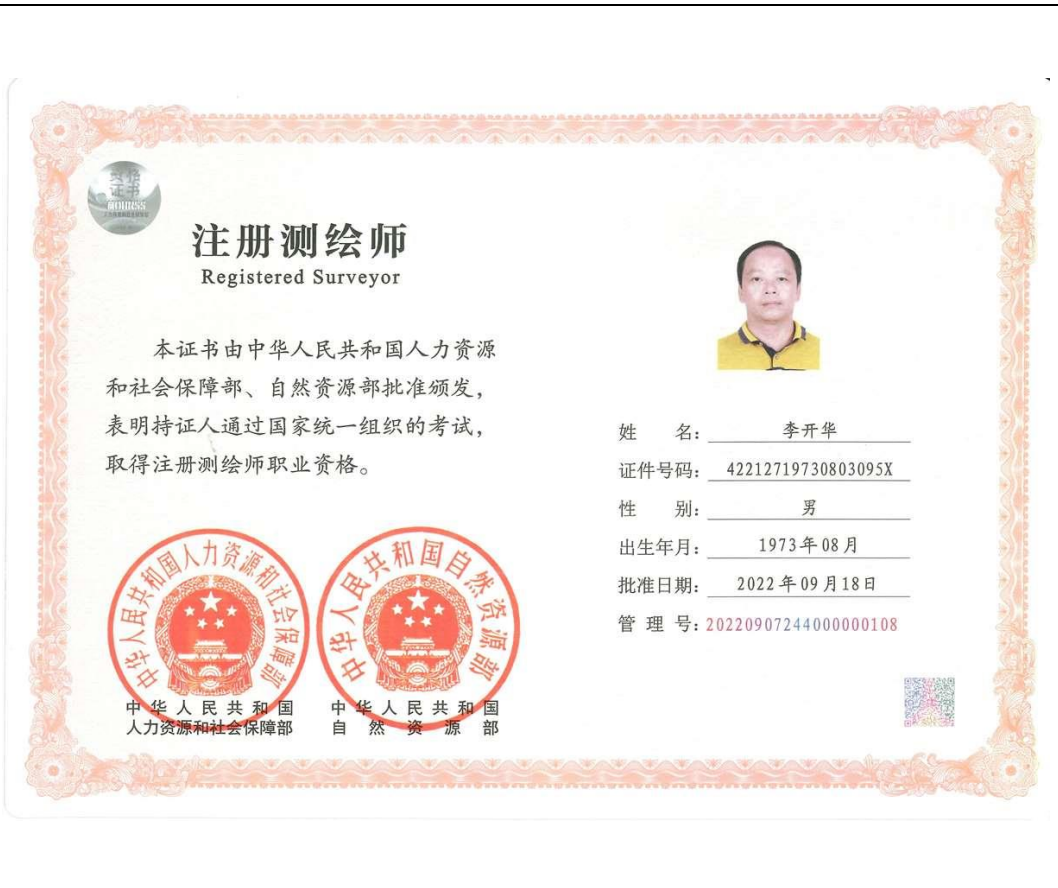 资格
证书
MOHRSS
注册测绘师
Registered Surveyor
本证书由中华人民共和国人力资源
和社会保障部、自然资源部批准颁发，
表明持证人通过国家统一组织的考试，
取得注册测绘师职业资格。
中华人民共和国人力资源和社会保障部
中华人民共和国自然资源部
中华人民共和国
人力资源和社会保障部
中华人民共和国
自然资源部
姓名：李开华
证件号码：42212719730803095X
性别：男
出生年月：1973年08月
批准日期：2022年09月18日
管理号：20220907244000000108